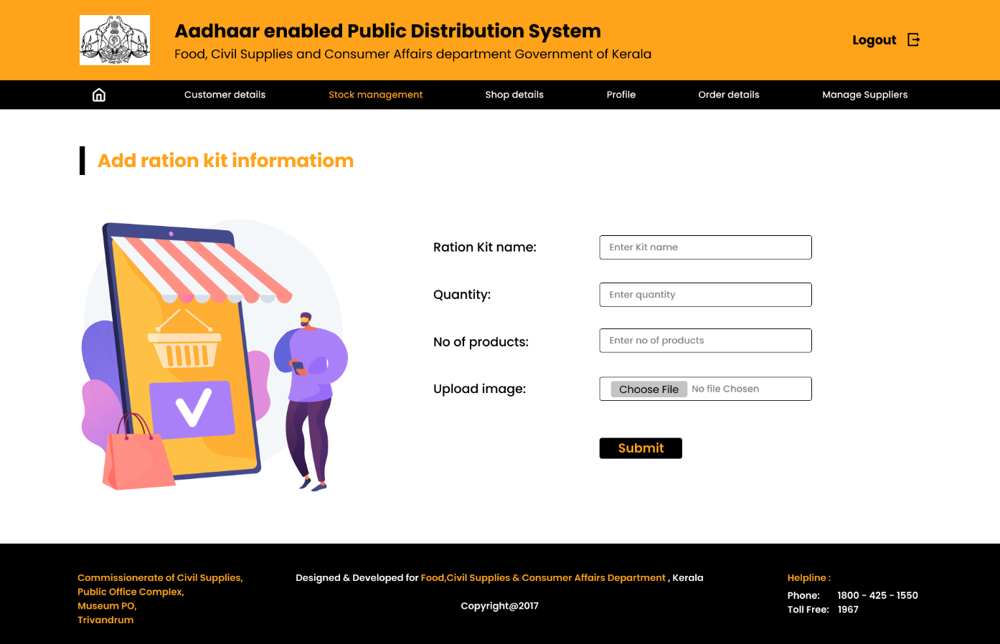 Aadhaar enabled Public Distribution System
Food, Civil Supplies and Consumer Affairs department Government of Kerala
Logout
Customer details
Stock management
Shop details
Profile
Order details
Manage Suppliers
Add ration kit informatiom
Ration Kit name:
Enter Kit name
Quantity:
Enter quantity
No of products:
Enter no of products
Upload image:
Choose File No file Chosen
Submit
Commissionerate of Civil Supplies,
Public Office Complex,
Museum PO,
Trivandrum
Designed & Developed for Food,Civil Supplies & Consumer Affairs Department , Kerala
Copyright@2017
Helpline :
Phone: 1800 - 425 - 1550
Toll Free: 1967